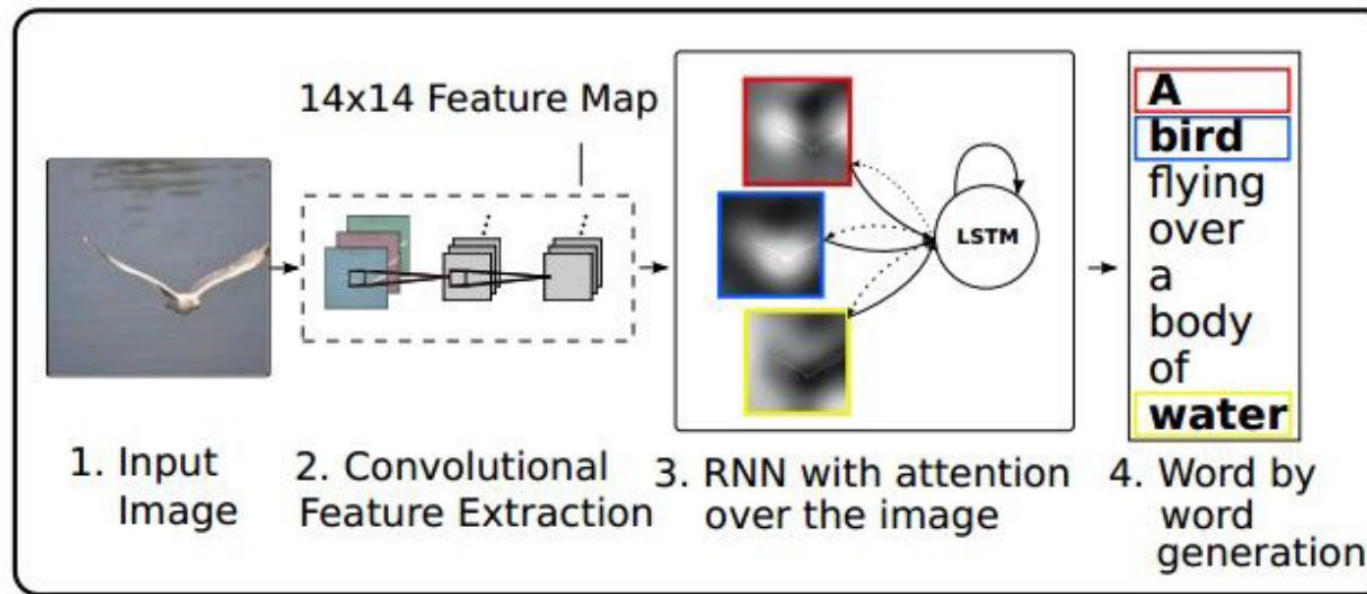 14x14 Feature Map
LSTM
A
bird
flying
over
a
body
of
water
1. Input
Image
2. Convolutional
Feature Extraction
3. RNN with attention
over the image
4. Word by
word
generation